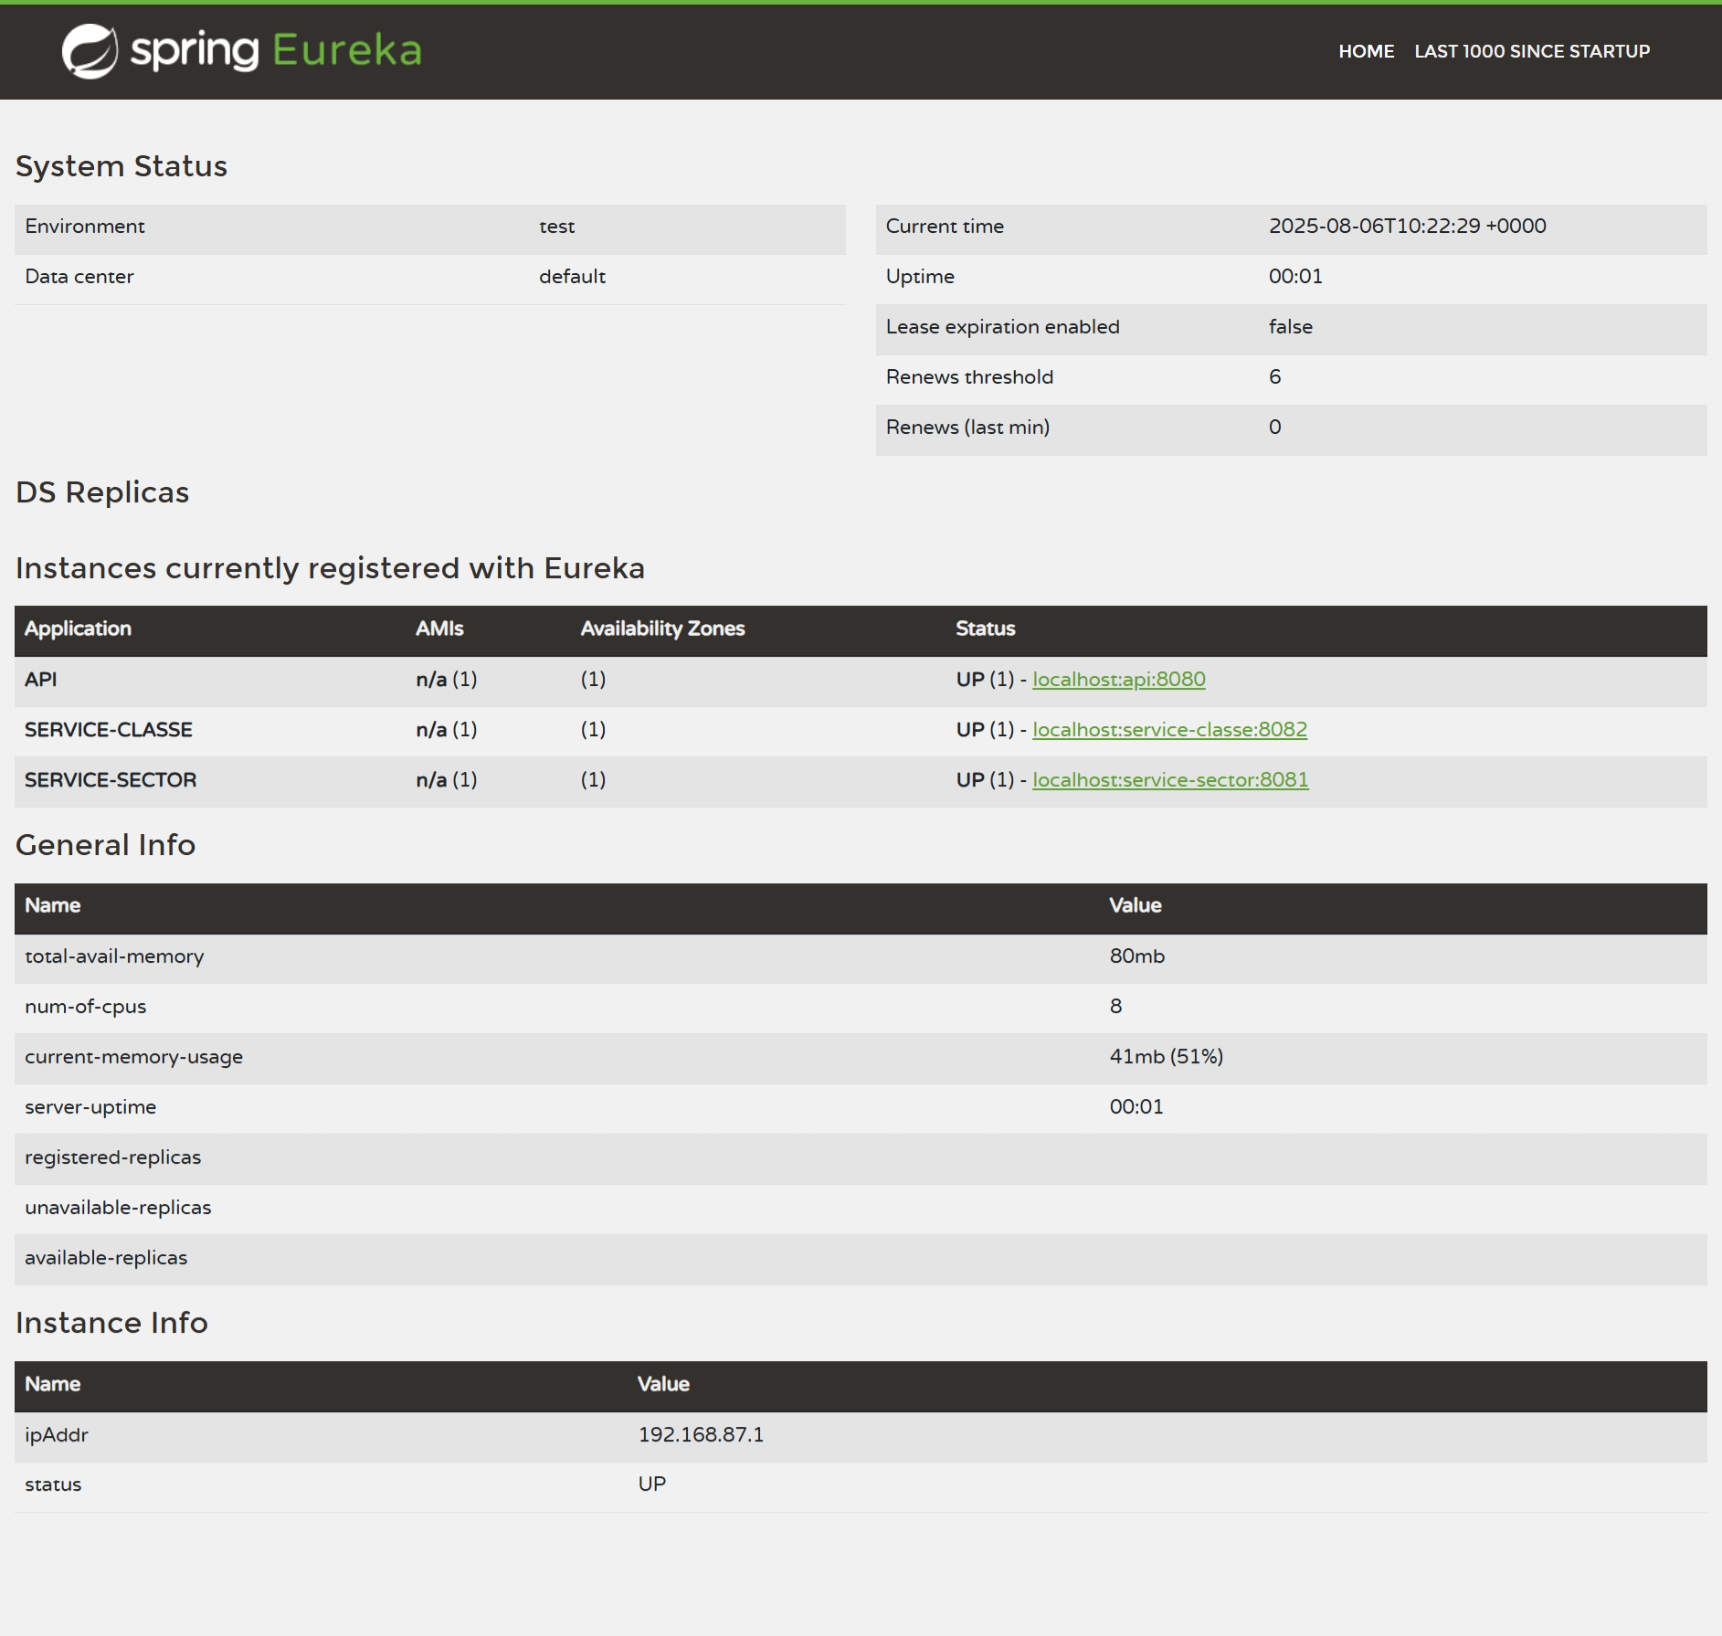 spring Eureka
HOME LAST 1000 SINCE STARTUP
System Status
Environment test
Data center default
Current time 2025-08-06T10:22:29 +0000
Uptime 00:01
Lease expiration enabled false
Renews threshold 6
Renews (last min) 0
DS Replicas
Instances currently registered with Eureka
Application AMIs Availability Zones Status
API n/a (1) (1) UP (1) - localhost:api:8080
SERVICE-CLASSE n/a (1) (1) UP (1) - localhost:service-classe:8082
SERVICE-SECTOR n/a (1) (1) UP (1) - localhost:service-sector:8081
General Info
Name Value
total-avail-memory 80mb
num-of-cpus 8
current-memory-usage 41mb (51%)
server-uptime 00:01
registered-replicas
unavailable-replicas
available-replicas
Instance Info
Name Value
ipAddr 192.168.87.1
status UP